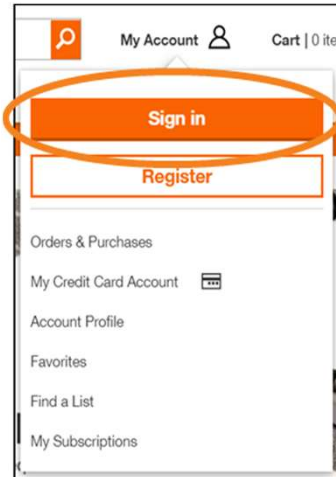 My Account Cart | 0 ite
Sign in
Register
Orders & Purchases
My Credit Card Account
Account Profile
Favorites
Find a List
My Subscriptions